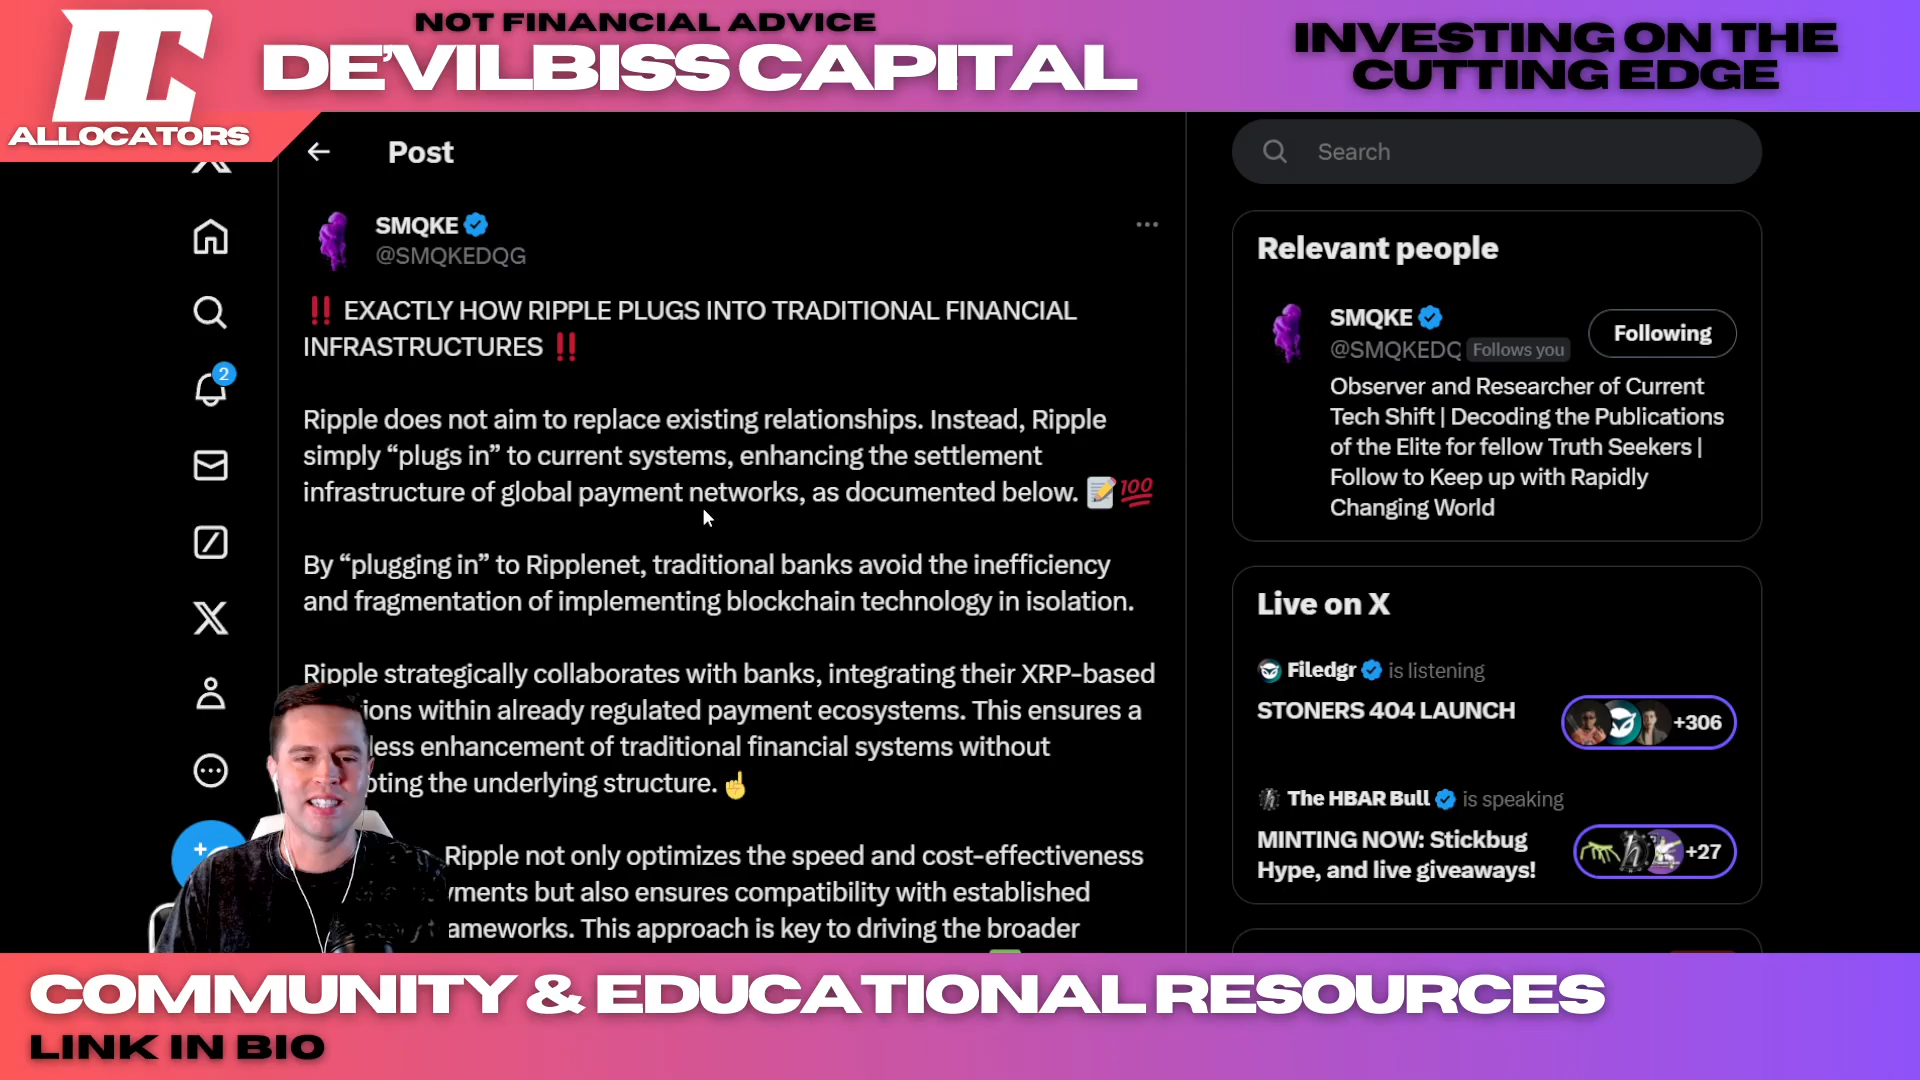 NOT FINANCIAL ADVICE
DE'VILBISS CAPITAL
INVESTING ON THE
CUTTING EDGE
ALLOCATORS
Post
Search
SMQKE
@SMQKEDQG
‼️ EXACTLY HOW RIPPLE PLUGS INTO TRADITIONAL FINANCIAL
INFRASTRUCTURES ‼️
Ripple does not aim to replace existing relationships. Instead, Ripple
simply “plugs in” to current systems, enhancing the settlement
infrastructure of global payment networks, as documented below. 📝💯
By “plugging in” to Ripplenet, traditional banks avoid the inefficiency
and fragmentation of implementing blockchain technology in isolation.
Ripple strategically collaborates with banks, integrating their XRP-based
ions within already regulated payment ecosystems. This ensures a
less enhancement of traditional financial systems without
pting the underlying structure. ☝️
Ripple not only optimizes the speed and cost-effectiveness
yments but also ensures compatibility with established
ameworks. This approach is key to driving the broader
2
Relevant people
SMQKE
Following
@SMQKEDQ Follows you
Observer and Researcher of Current
Tech Shift | Decoding the Publications
of the Elite for fellow Truth Seekers |
Follow to Keep up with Rapidly
Changing World
Live on X
Filedgr is listening
STONERS 404 LAUNCH
+306
The HBAR Bull is speaking
MINTING NOW: Stickbug
Hype, and live giveaways!
+27
COMMUNITY & EDUCATIONAL RESOURCES
LINK IN BIO